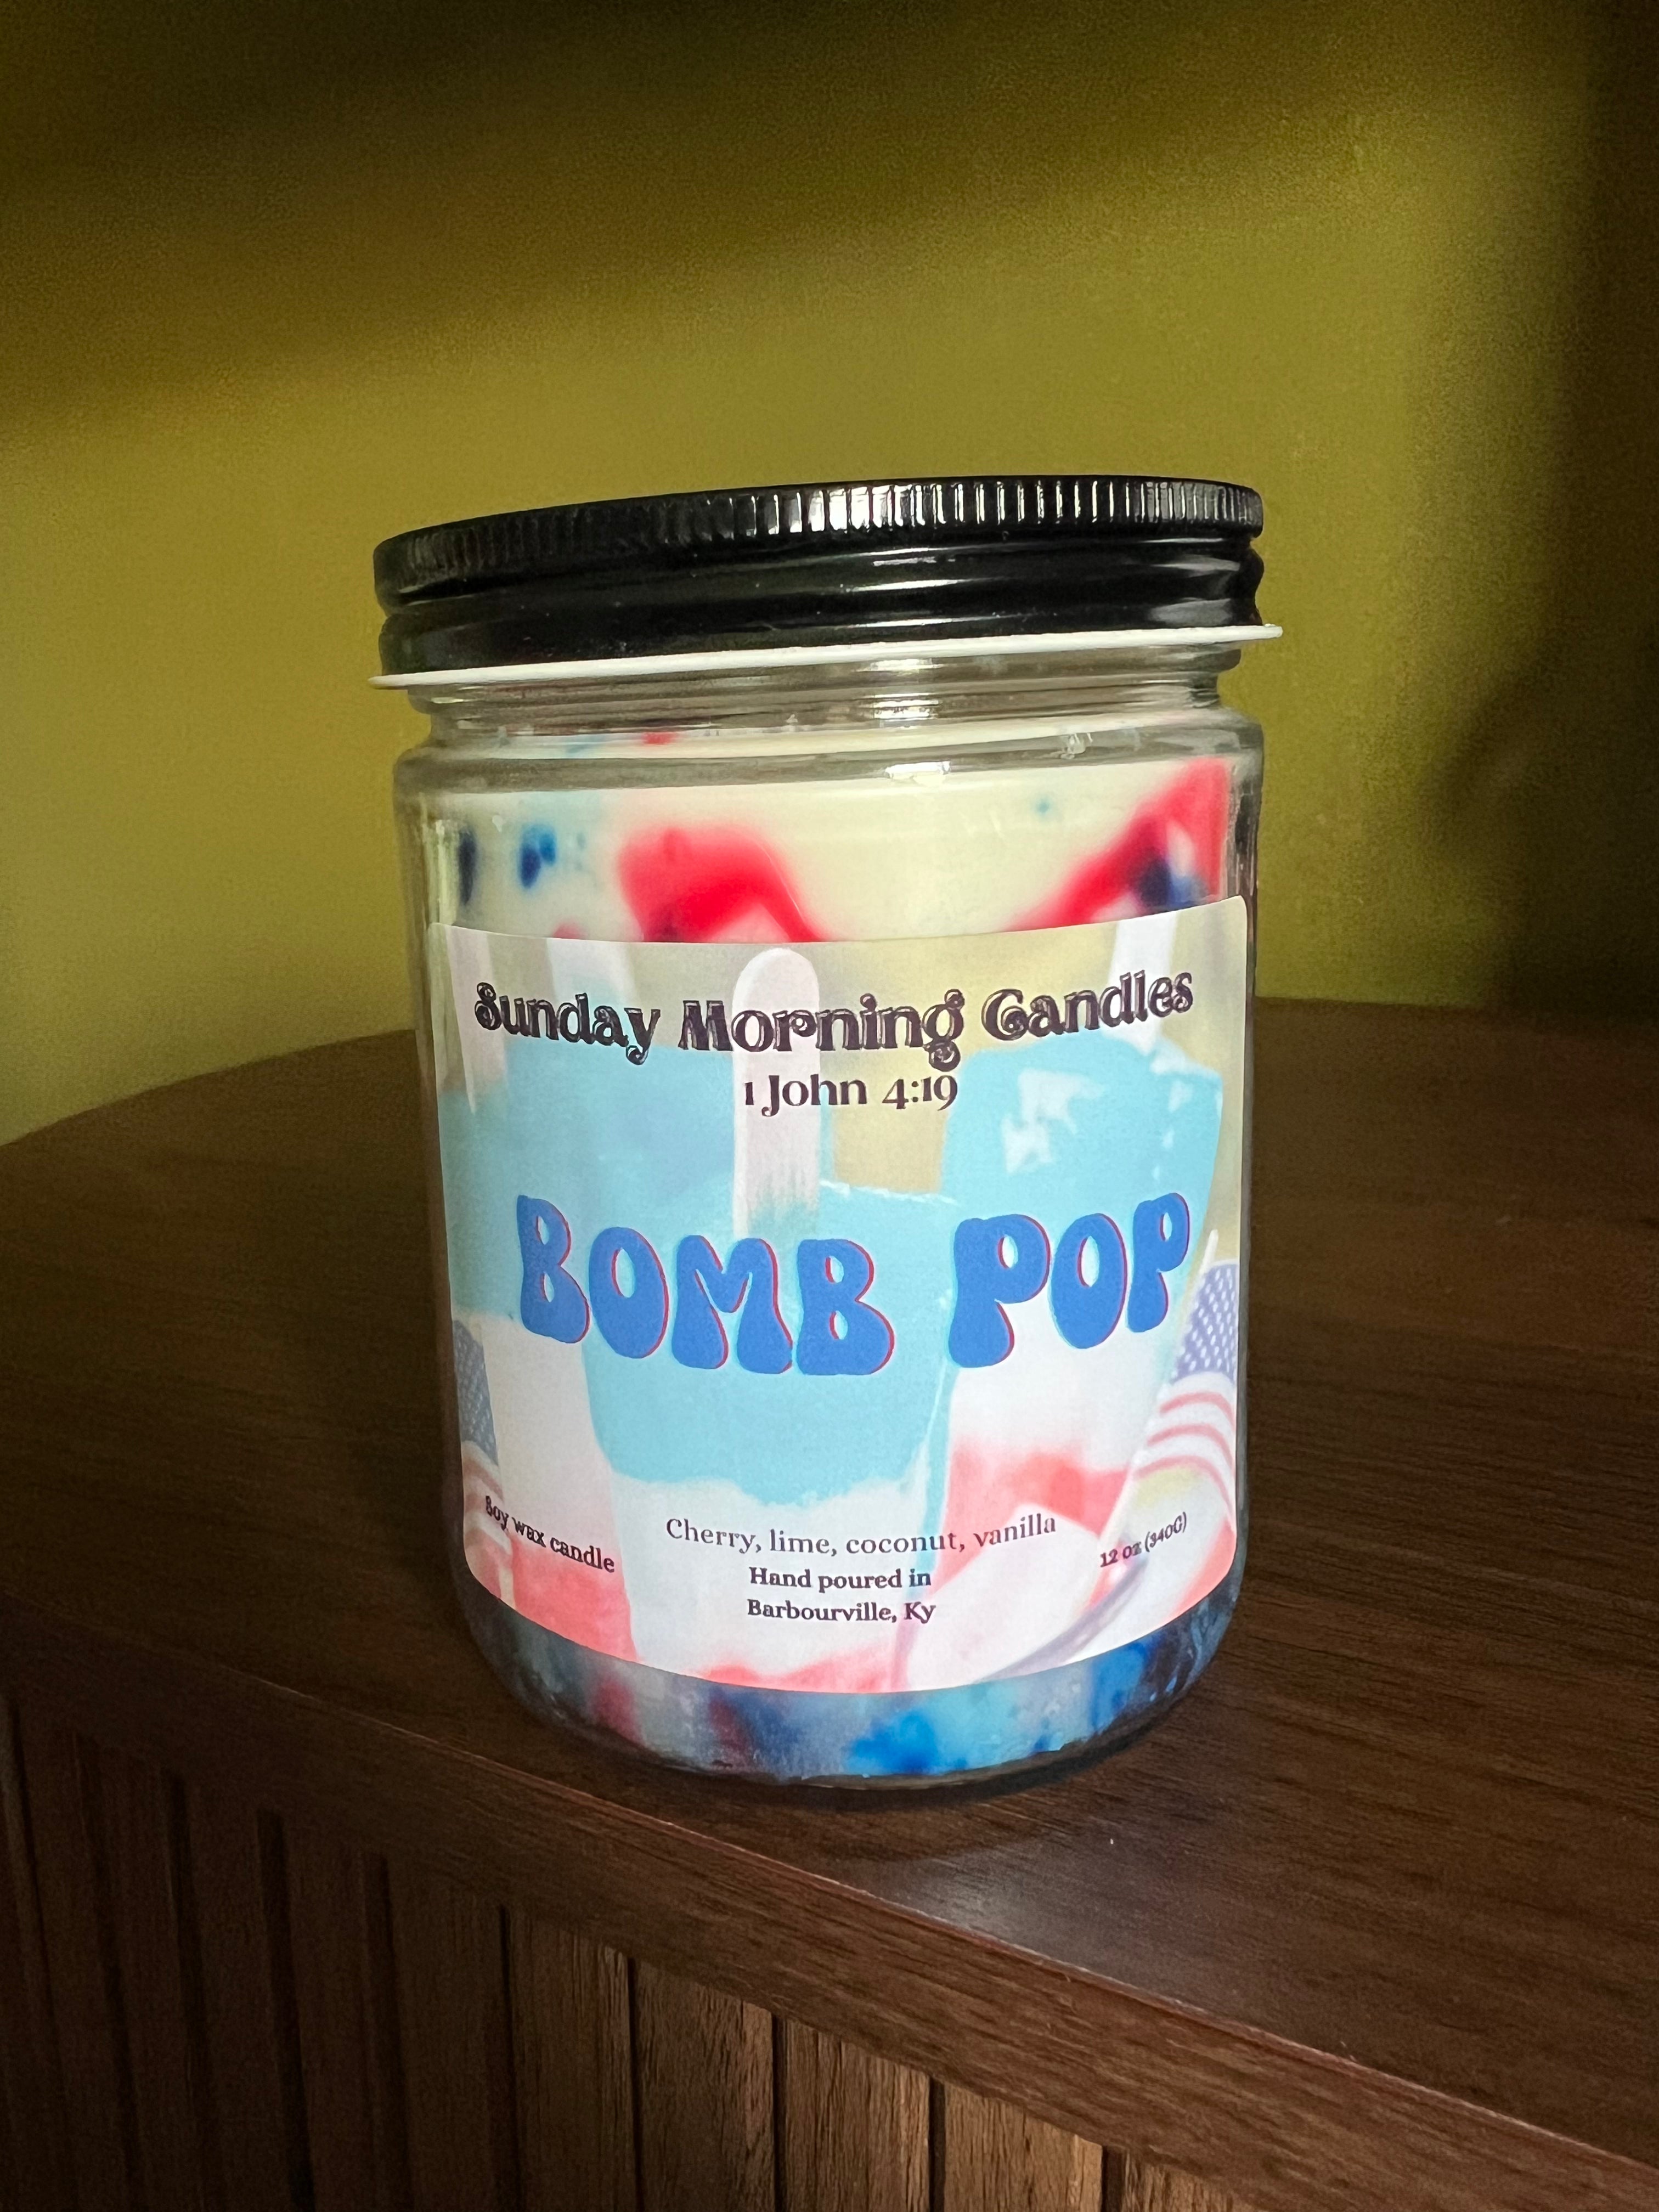 Sunday Morning Candles
1 John 4:19
BOMB POP
Soy wax candle
Cherry, lime, coconut, vanilla
12 oz (340G)
Hand poured in
Barbourville, Ky